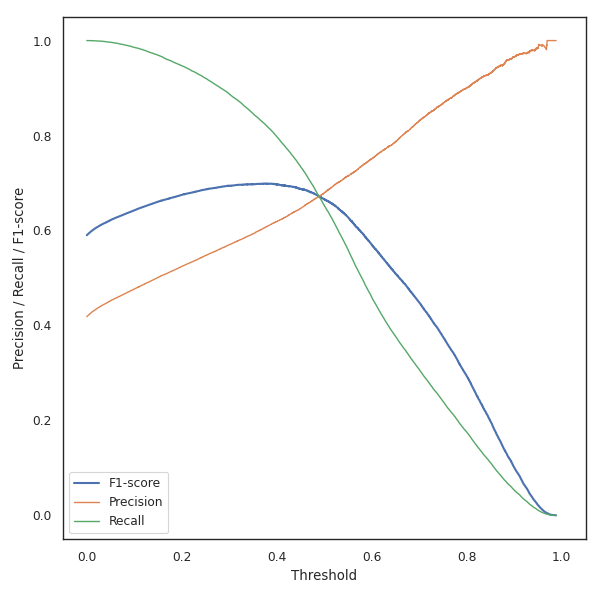 1.0
0.8
0.6
0.4
0.2
0.0
Precision / Recall / F1-score
F1-score
Precision
Recall
0.0 0.2 0.4 0.6 0.8 1.0
Threshold